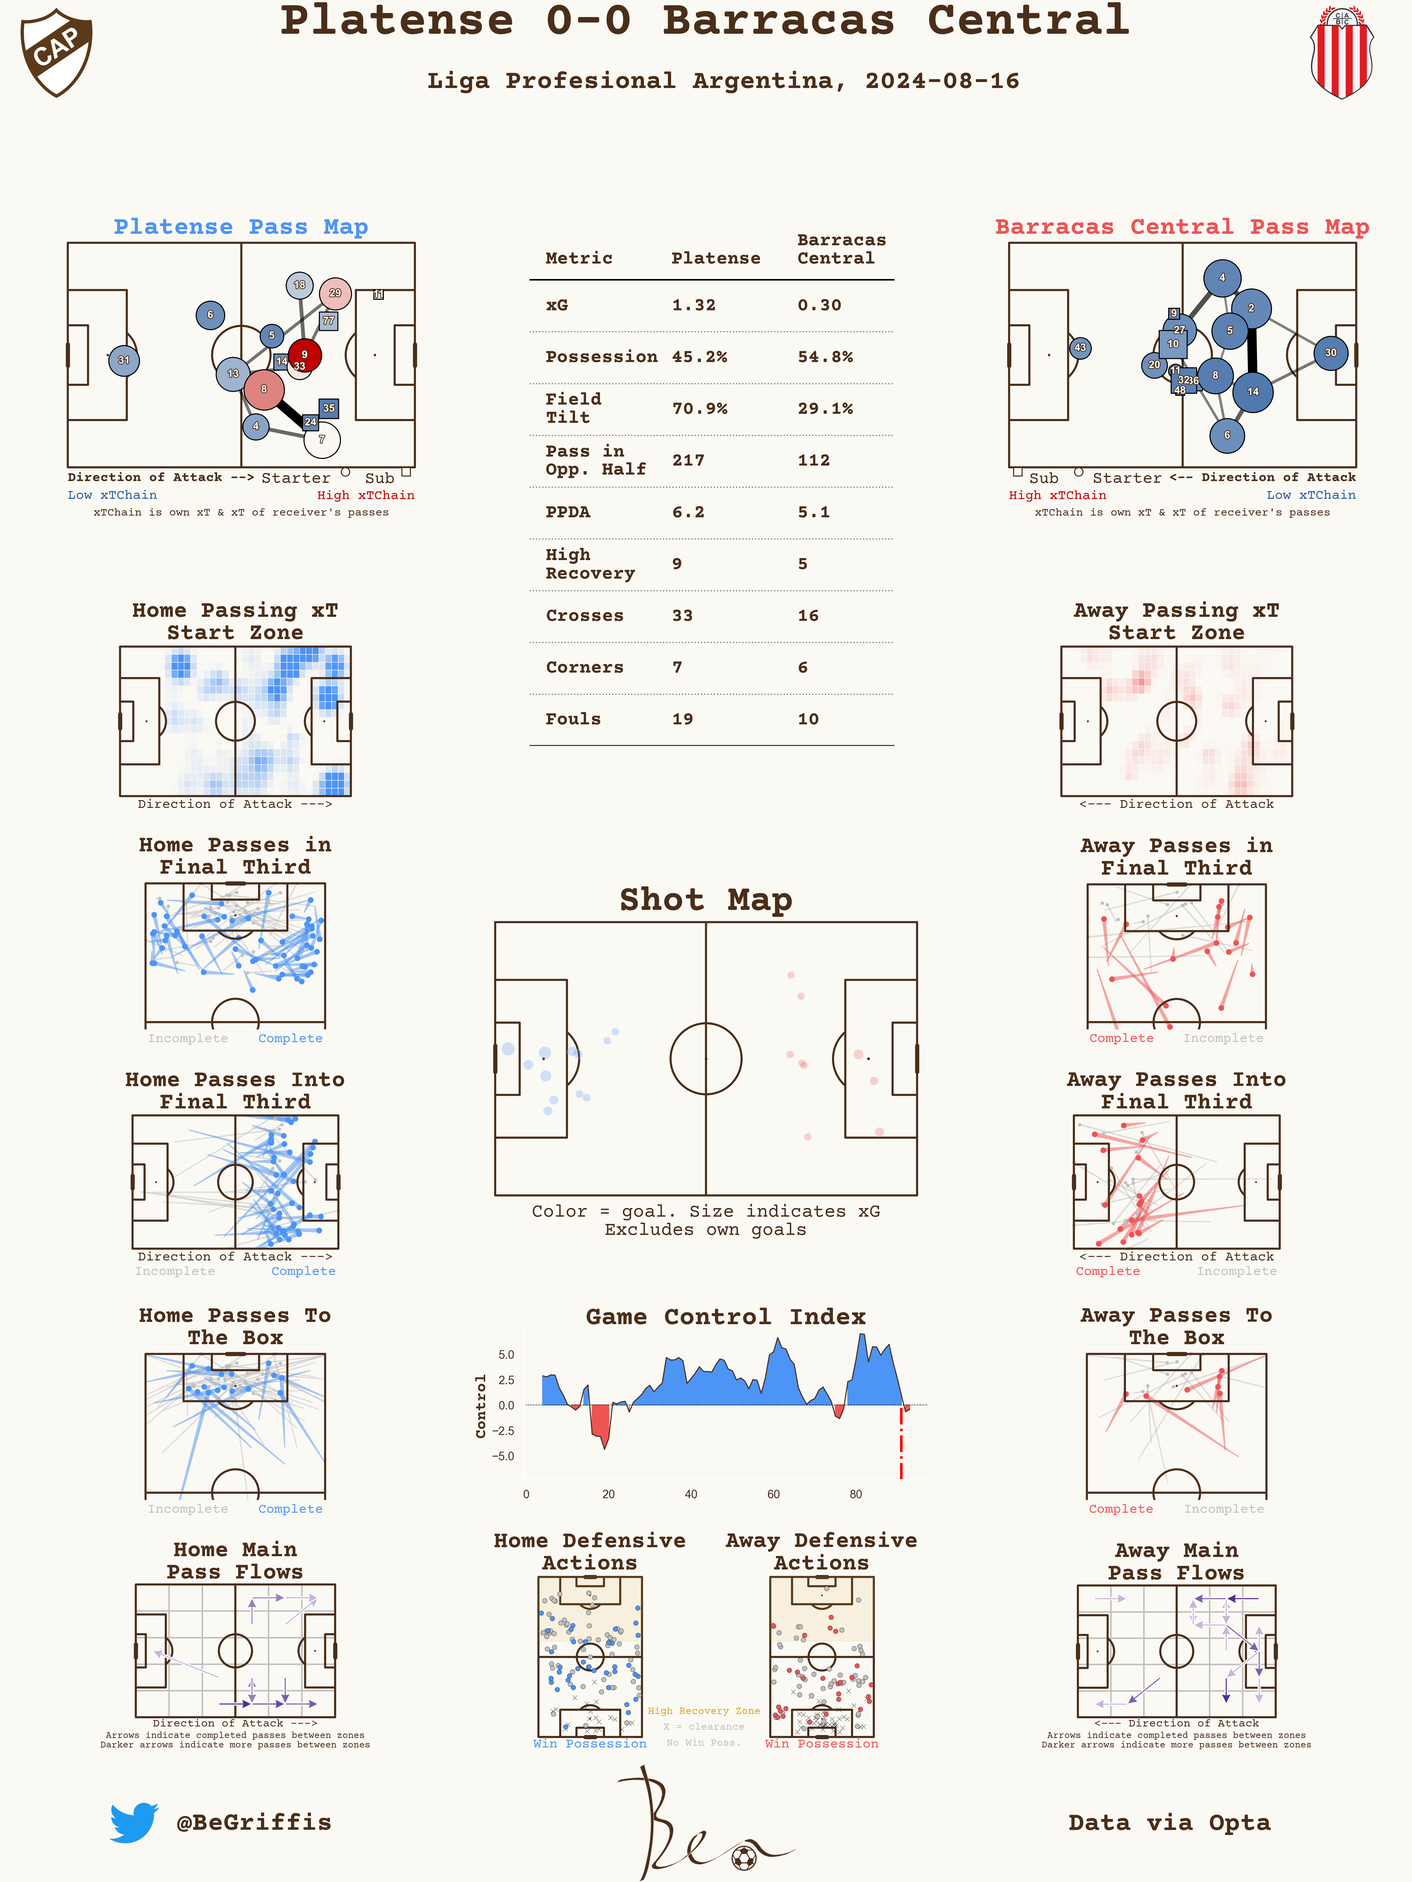 Platense 0-0 Barracas Central
Liga Profesional Argentina, 2024-08-16
CAP
CA
BC
Platense Pass Map
18
29
77
6
5
9
31
14
33
13
8
35
24
4
7
Direction of Attack --> Starter Sub
Low xTChain High xTChain
xTChain is own xT & xT of receiver's passes
Metric Platense Barracas Central
xG 1.32 0.30
Possession 45.2% 54.8%
Field Tilt 70.9% 29.1%
Pass in Opp. Half 217 112
PPDA 6.2 5.1
High Recovery 9 5
Crosses 33 16
Corners 7 6
Fouls 19 10
Barracas Central Pass Map
4
2
9
27
5
10
43
30
20
11
8
32
36
48
14
6
Sub Starter <-- Direction of Attack
High xTChain Low xTChain
xTChain is own xT & xT of receiver's passes
Home Passing xT
Start Zone
Direction of Attack --->
Away Passing xT
Start Zone
<--- Direction of Attack
Home Passes in
Final Third
Incomplete Complete
Away Passes in
Final Third
Complete Incomplete
Shot Map
Color = goal. Size indicates xG
Excludes own goals
Home Passes Into
Final Third
Direction of Attack --->
Incomplete Complete
Away Passes Into
Final Third
<--- Direction of Attack
Complete Incomplete
Home Passes To
The Box
Incomplete Complete
Game Control Index
Control
5.0
2.5
0.0
−2.5
−5.0
0 20 40 60 80
Away Passes To
The Box
Complete Incomplete
Home Main
Pass Flows
Direction of Attack --->
Arrows indicate completed passes between zones
Darker arrows indicate more passes between zones
Home Defensive
Actions
Win Possession
High Recovery Zone
X = clearance
No Win Poss.
Away Defensive
Actions
Win Possession
Away Main
Pass Flows
<--- Direction of Attack
Arrows indicate completed passes between zones
Darker arrows indicate more passes between zones
@BeGriffis
Ben
Data via Opta